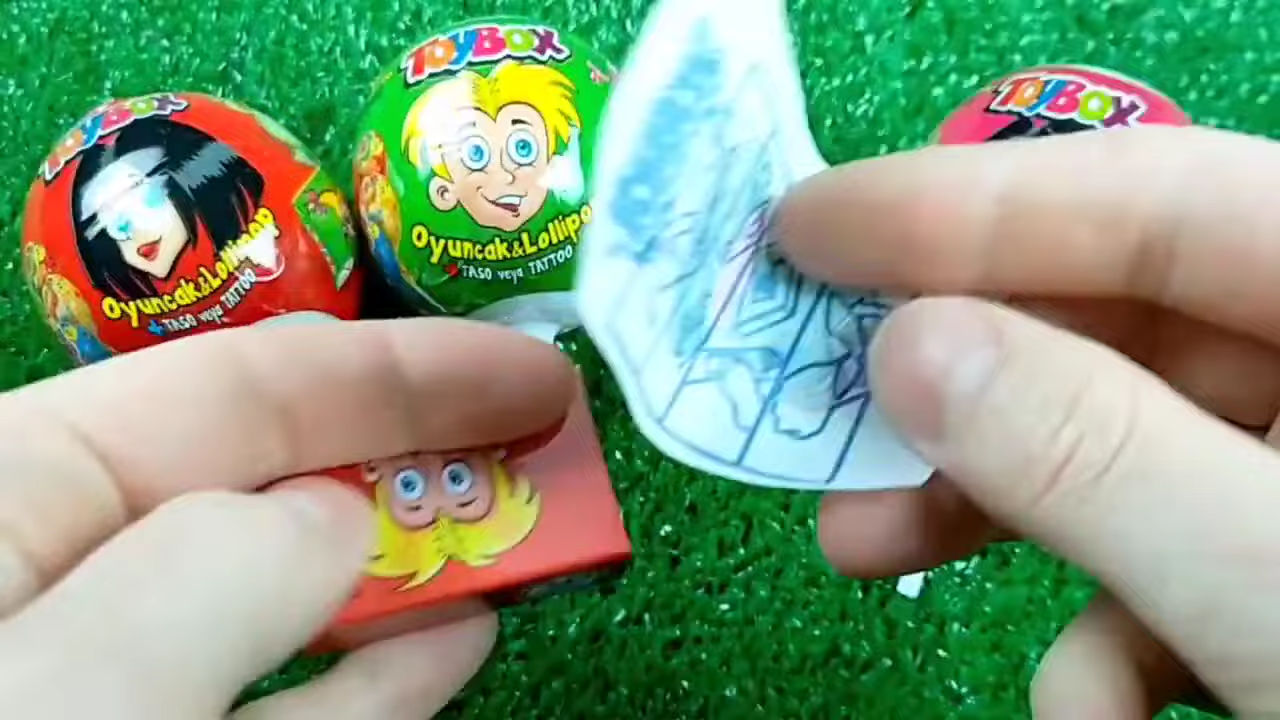 TOYBOX
Oyuncak&Lollipop
+ TASO veya TATTOO
TOYBOX
Oyuncak&Lollipo
TASO veya TATTOO
TOYBOX